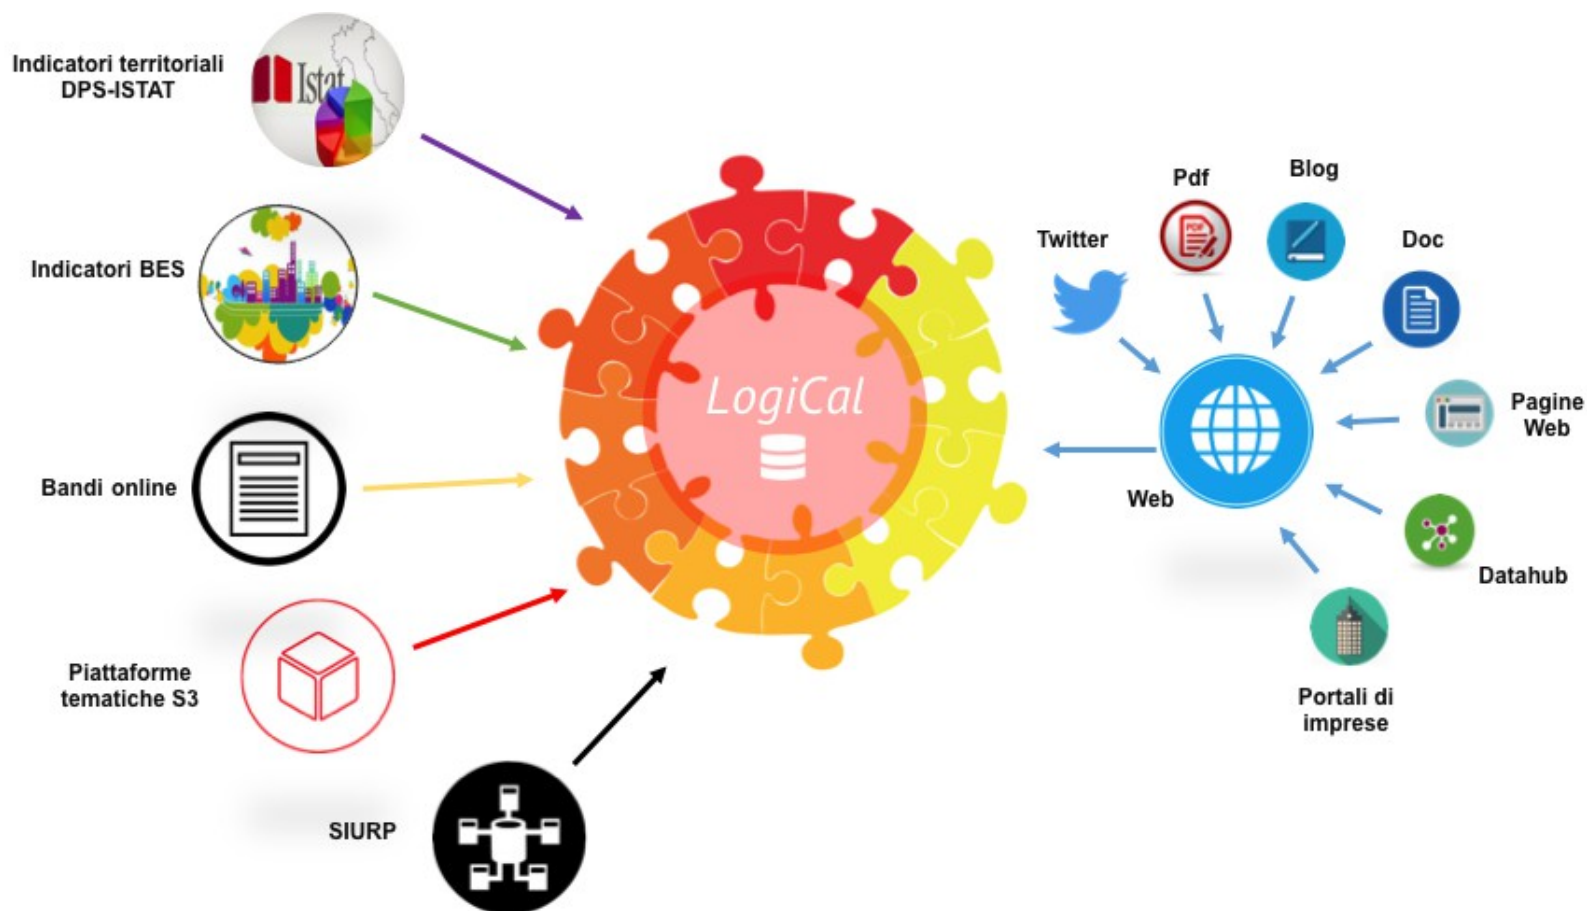 Indicatori territoriali
DPS-ISTAT
Istat
Indicatori BES
Bandi online
Piattaforme
tematiche S3
SIURP
LogiCal
Twitter
Pdf
PDF
Blog
Doc
Pagine
Web
Web
Datahub
Portali di
imprese